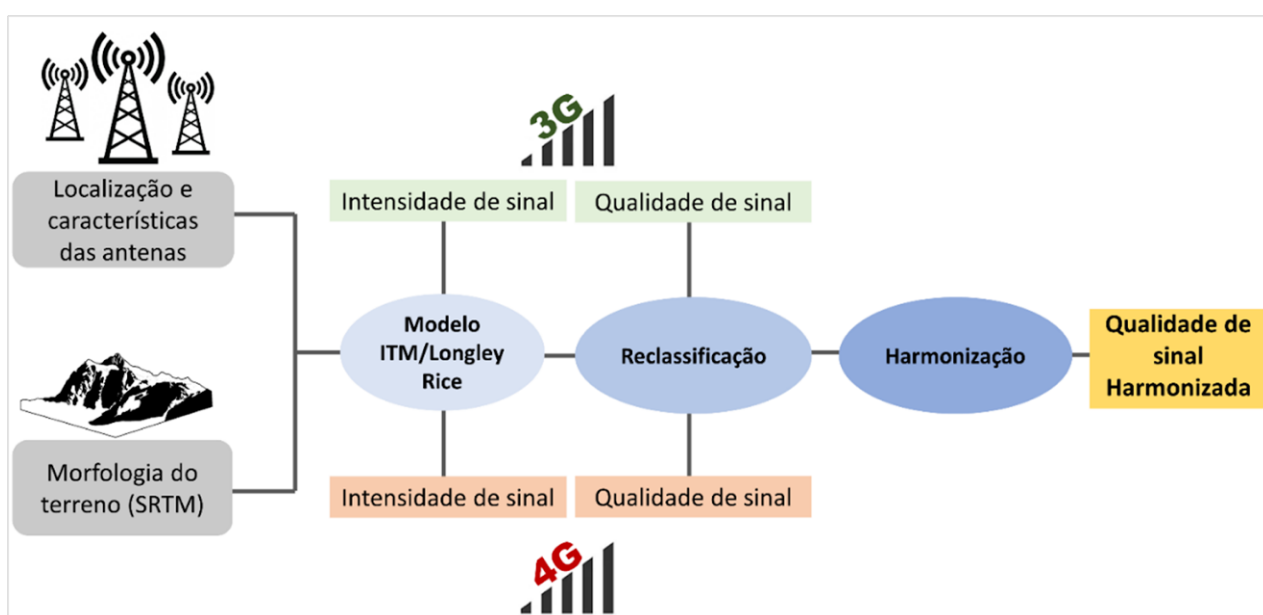 3G
Localização e
características
das antenas
Intensidade de sinal
Qualidade de sinal
Modelo
ITM/Longley
Rice
Reclassificação
Harmonização
Qualidade de
sinal
Harmonizada
Morfologia do
terreno (SRTM)
Intensidade de sinal
Qualidade de sinal
4G